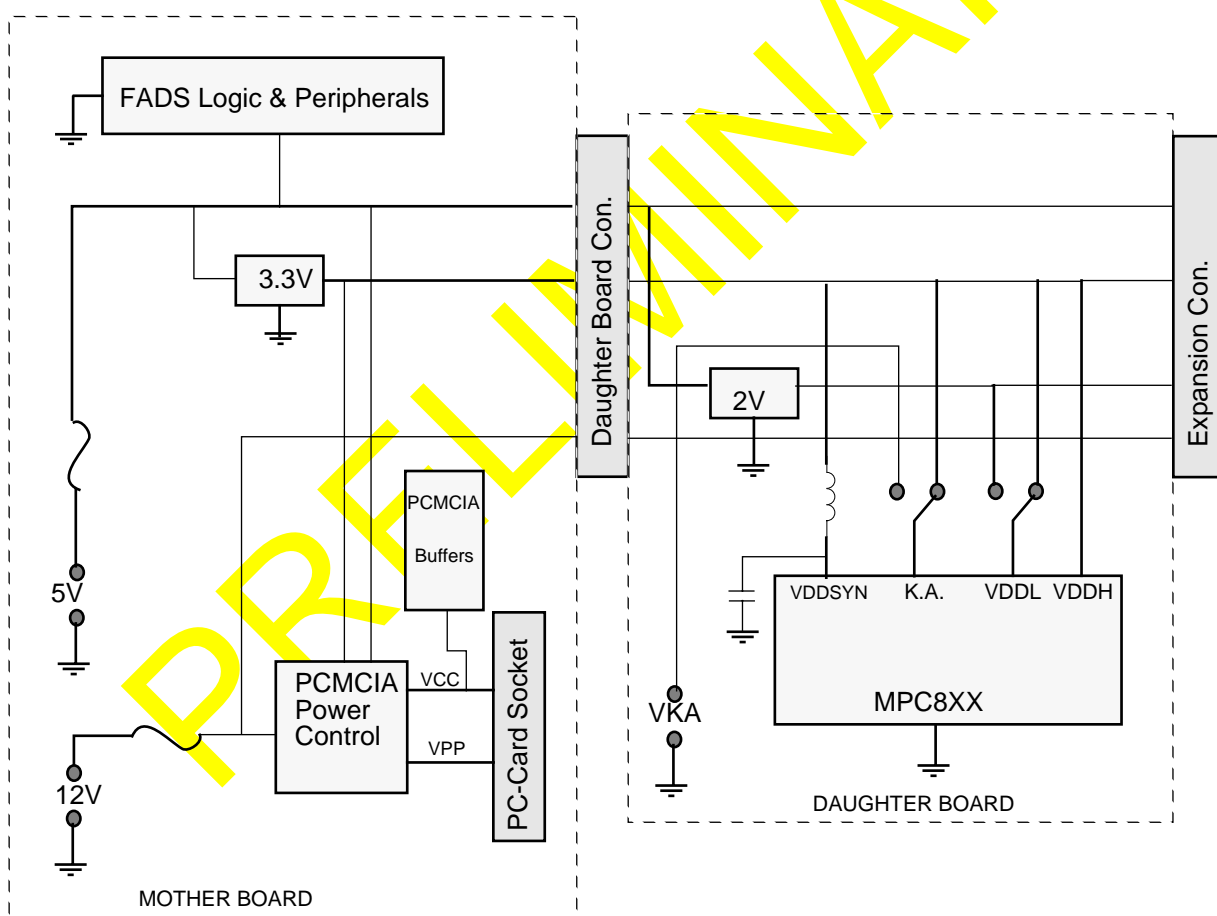 FADS Logic & Peripherals
3.3V
Daughter Board Con.
Expansion Con.
2V
PCMCIA
Buffers
5V
VDDSYN
K.A.
VDDL
VDDH
PCMCIA
Power
Control
VCC
VPP
PC-Card Socket
MPC8XX
VKA
12V
DAUGHTER BOARD
MOTHER BOARD